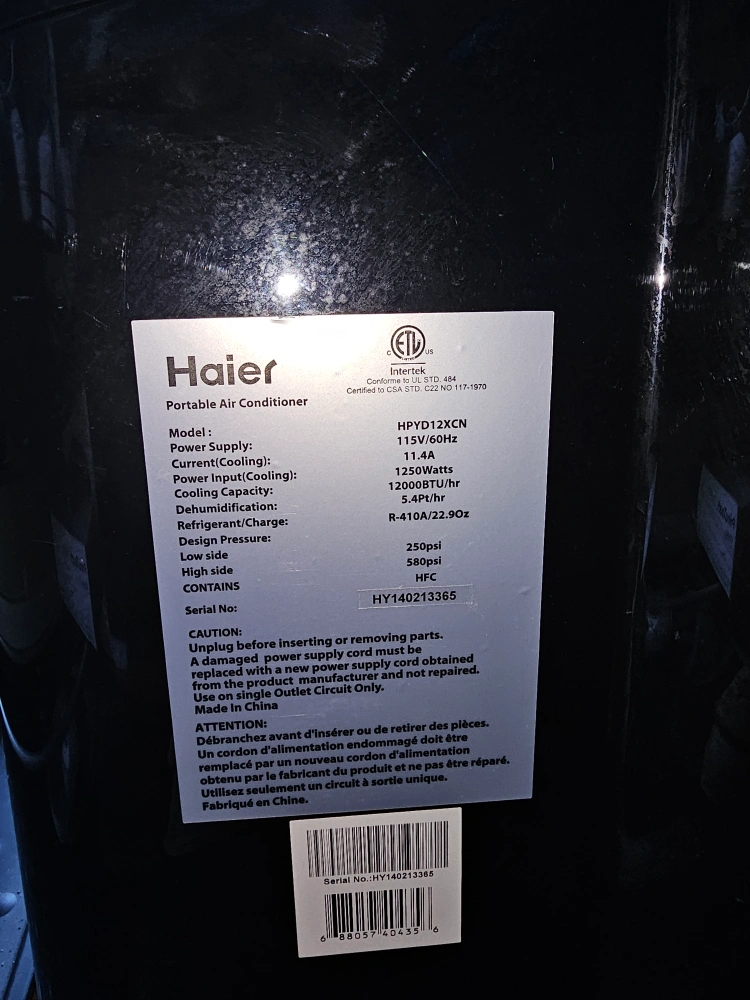 Haier
Portable Air Conditioner
C ETL US
Intertek
Conforms to UL STD. 484
Certified to CSA STD. C22 NO 117-1970
Model : HPYD12XCN
Power Supply: 115V/60Hz
Current(Cooling): 11.4A
Power Input(Cooling): 1250Watts
Cooling Capacity: 12000BTU/hr
Dehumidification: 5.4Pt/hr
Refrigerant/Charge: R-410A/22.9Oz
Design Pressure:
Low side 250psi
High side 580psi
CONTAINS HFC
Serial No: HY140213365
CAUTION:
Unplug before inserting or removing parts.
A damaged power supply cord must be
replaced with a new power supply cord obtained
from the product manufacturer and not repaired.
Use on single Outlet Circuit Only.
Made In China
ATTENTION:
Débranchez avant d'insérer ou de retirer des pièces.
Un cordon d'alimentation endommagé doit être
remplacé par un nouveau cordon d'alimentation
obtenu par le fabricant du produit et ne pas être réparé.
Utilisez seulement un circuit à sortie unique.
Fabriqué en Chine.
Serial No.:HY140213365
6 88057 40435 6